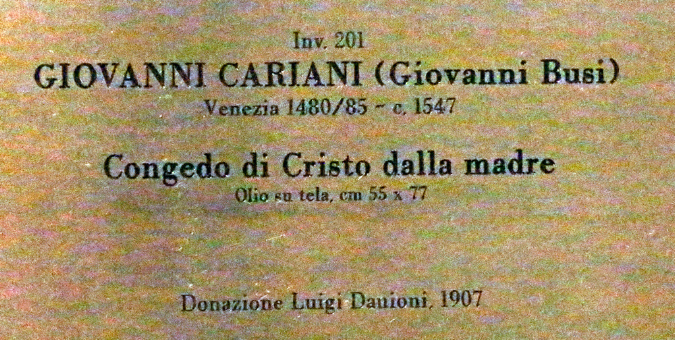 Inv. 201
GIOVANNI CARIANI (Giovanni Busi)
Venezia 1480/85 - c. 1547
Congedo di Cristo dalla madre
Olio su tela, cm 55 x 77
Donazione Luigi Dauioni, 1907